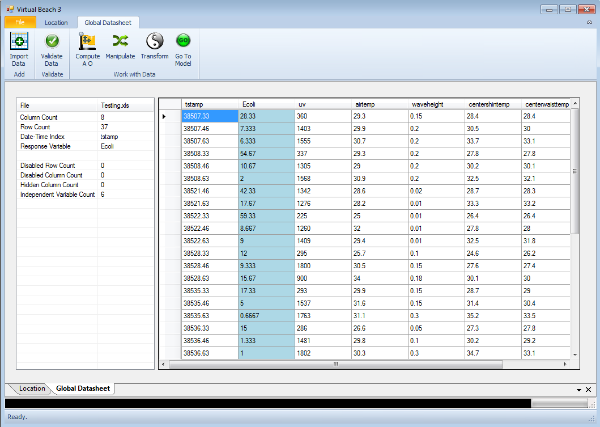 Virtual Beach 3
File Location Global Datasheet
Import Data Validate Data Compute A O Manipulate Transform Go To Model
Add Validate Work with Data
File Testing.xls
Column Count 8
Row Count 37
Date-Time Index tstamp
Response Variable Ecoli
Disabled Row Count 0
Disabled Column Count 0
Hidden Column Count 0
Independent Variable Count 6
tstamp Ecoli uv airtemp waveheight centershintemp centerwaisttemp
38507.33 28.33 360 29.3 0.15 28.4 28.4
38507.46 7.333 1403 29.9 0.2 30.5 30
38507.63 6.333 1555 30.7 0.2 33.7 33.1
38508.33 54.67 337 29.3 0.2 27.8 27.8
38508.46 10.67 1305 29 0.2 30.2 30.1
38508.63 2 1568 30.9 0.2 32.5 32.1
38521.46 42.33 1342 28.6 0.02 28.7 28.3
38521.63 17.67 1276 28.2 0.01 33.3 33.2
38522.33 59.33 225 25 0.01 26.4 26.4
38522.46 8.667 1260 32 0.01 27.8 28
38522.63 9 1409 29.4 0.01 32.5 31.8
38528.33 12 295 25.7 0.1 24.6 26.2
38528.46 9.333 1800 30.5 0.15 27.6 27.4
38528.63 15.67 900 34 0.18 30.1 30
38535.33 17.33 293 29.9 0.15 28.7 29
38535.46 5 1537 31.6 0.15 31.4 30.4
38535.63 0.6667 1763 31.1 0.3 35.2 33.5
38536.33 15 286 26.6 0.05 27.3 27.8
38536.46 1.333 1481 29.8 0.1 30.2 29.2
38536.63 1 1802 30.3 0.3 34.7 33.1
Location Global Datasheet
Ready.